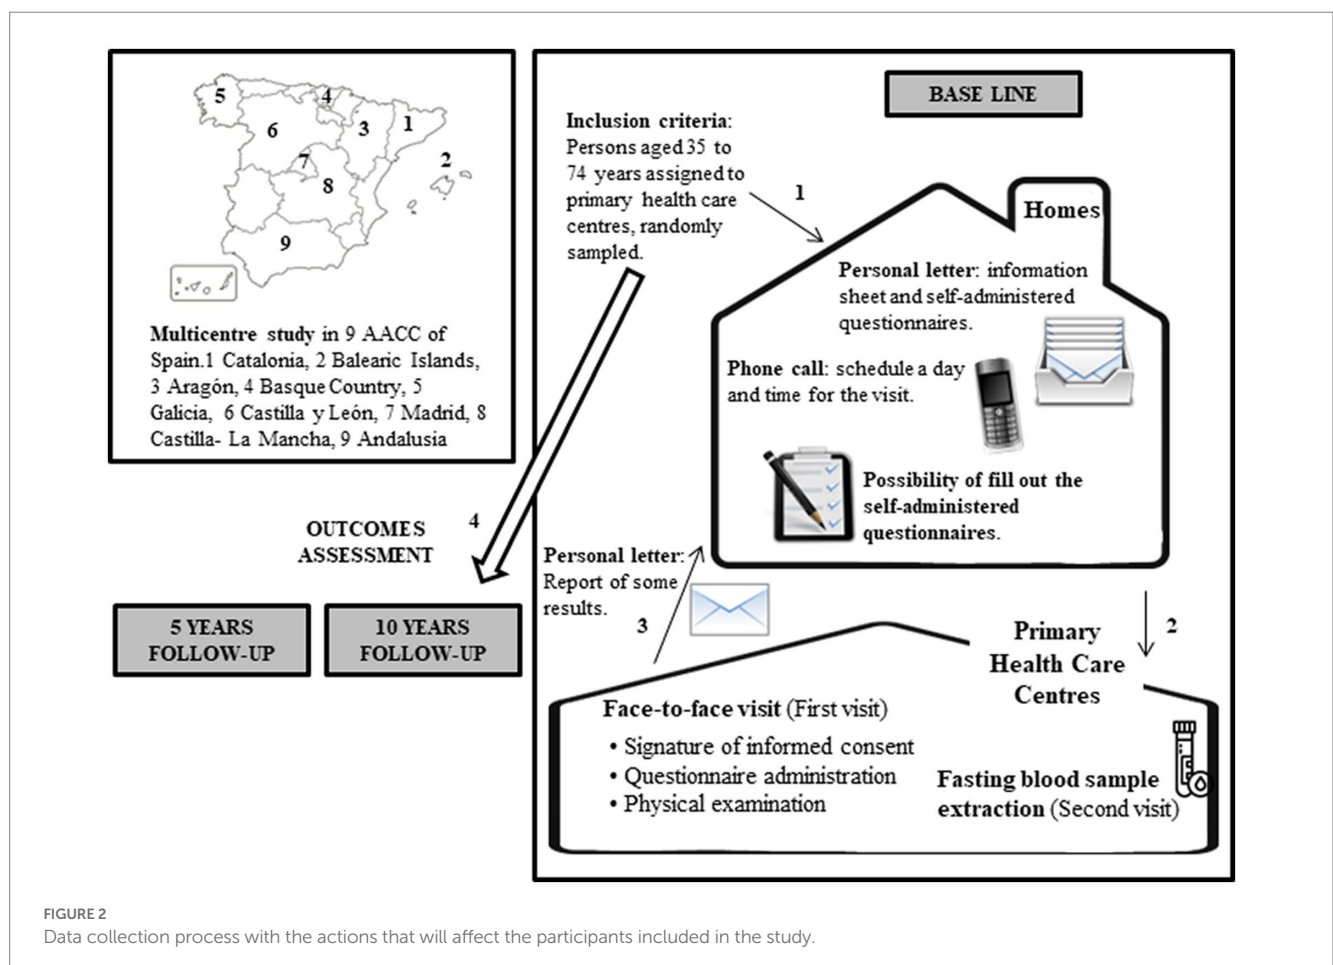 5
4
6
3
1
7
2
8
9
Multicentre study in 9 AACC of
Spain.1 Catalonia, 2 Balearic Islands,
3 Aragón, 4 Basque Country, 5
Galicia, 6 Castilla y León, 7 Madrid, 8
Castilla- La Mancha, 9 Andalusia
OUTCOMES
ASSESSMENT
4
5 YEARS
FOLLOW-UP
10 YEARS
FOLLOW-UP
BASE LINE
Inclusion criteria:
Persons aged 35 to
74 years assigned to
primary health care
centres, randomly
sampled.
1
Homes
Personal letter: information
sheet and self-administered
questionnaires.
Phone call: schedule a day
and time for the visit.
Possibility of fill out the
self-administered
questionnaires.
Personal letter:
Report of some
results.
3
2
Primary
Health Care
Centres
Face-to-face visit (First visit)
• Signature of informed consent
• Questionnaire administration
• Physical examination
Fasting blood sample
extraction (Second visit)
FIGURE 2
Data collection process with the actions that will affect the participants included in the study.